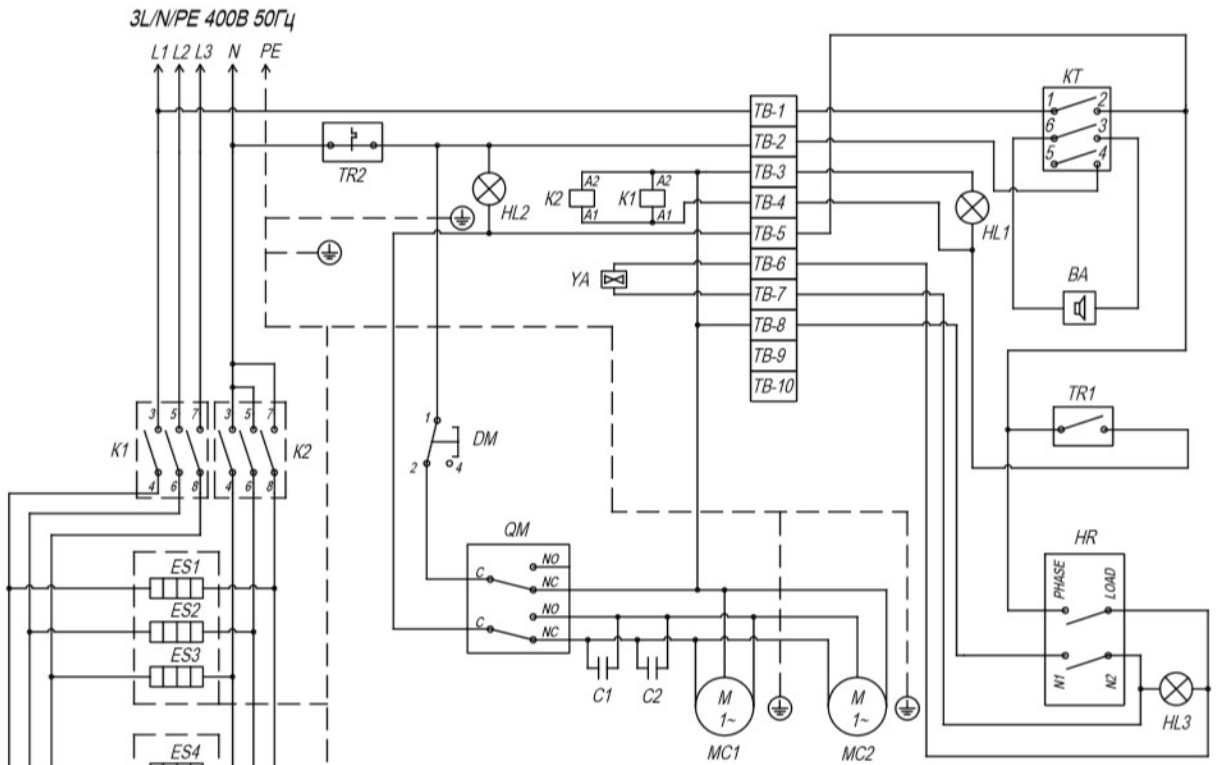 3L/N/PE 400В 50Гц
L1 L2 L3 N PE
KT
1 2
TB-1
6 3
TB-2
5 4
TR2
TB-3
A2 A2
K2 K1
TB-4
HL2
A1 A1
HL1
TB-5
TB-6
YA
BA
TB-7
TB-8
TB-9
TB-10
TR1
3 5 7 3 5 7
1
K1 K2
DM
2 4
4 6 8 4 6 8
QM
HR
NO
ES1
PHASE LOAD
C NC
ES2
NO
C NC
ES3
N1 N2
C1 C2
M
1~
M
1~
HL3
MC1 MC2
ES4